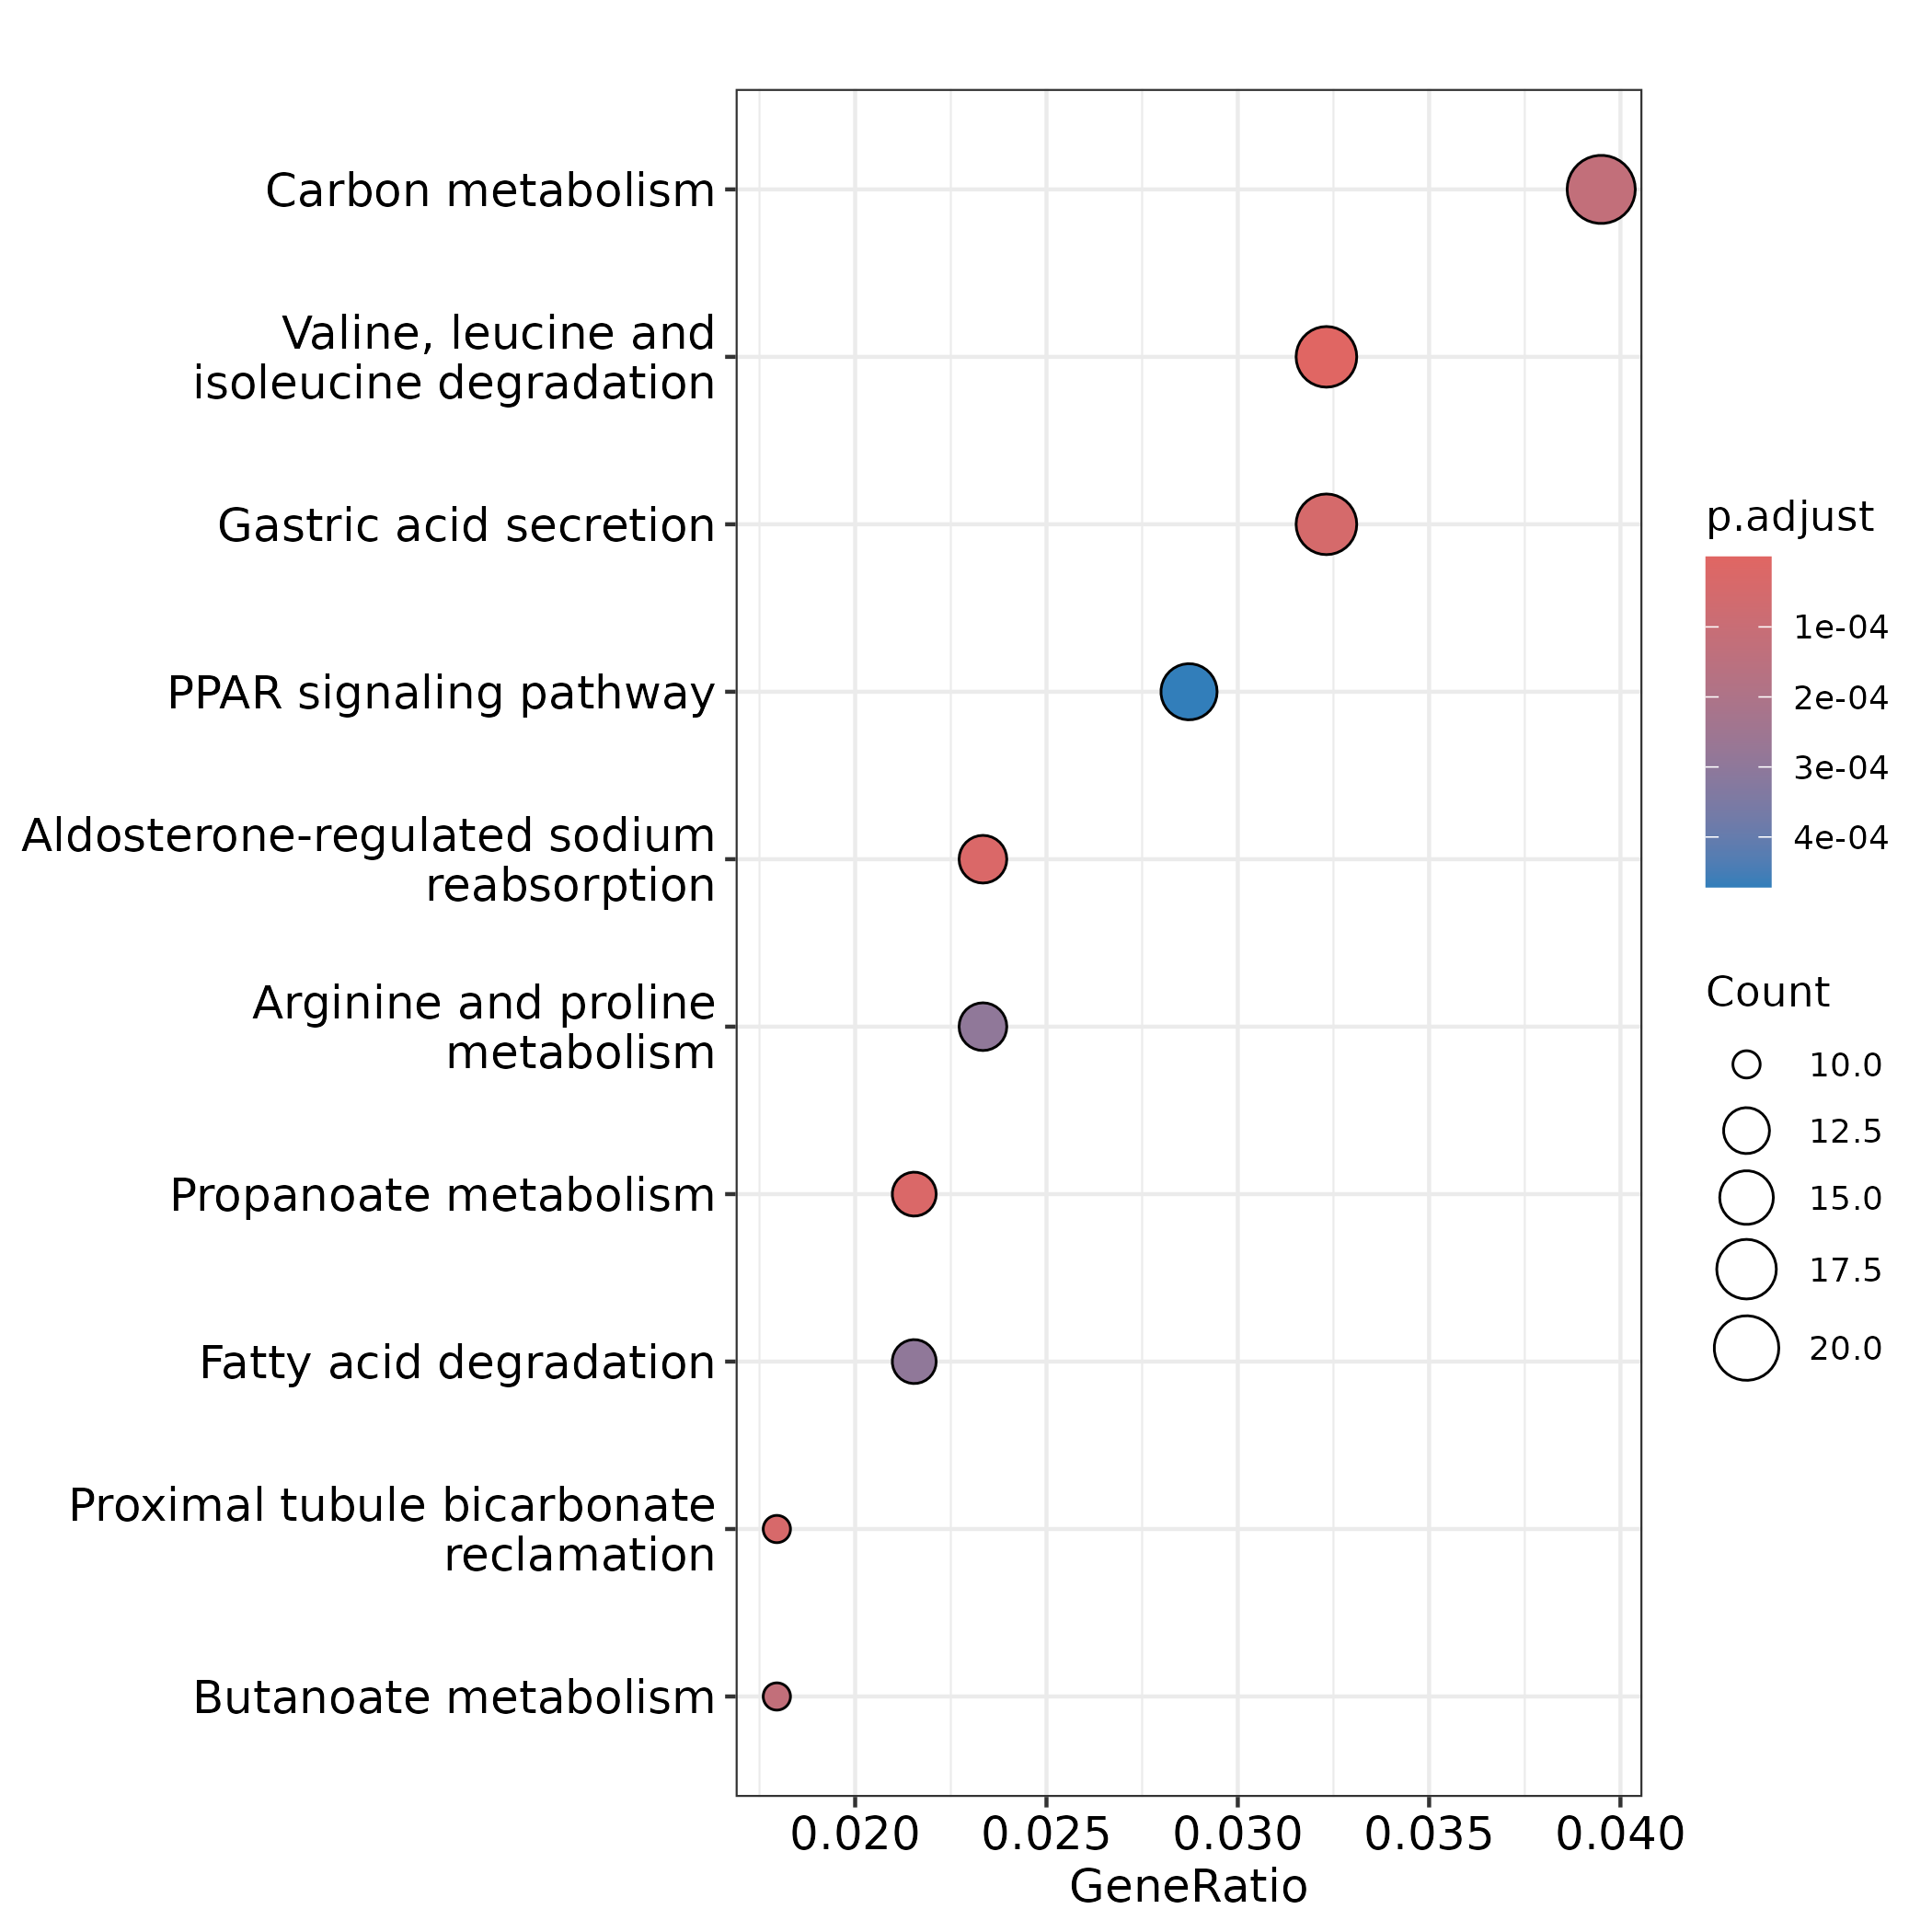 Carbon metabolism
Valine, leucine and
isoleucine degradation
Gastric acid secretion
PPAR signaling pathway
Aldosterone-regulated sodium
reabsorption
Arginine and proline
metabolism
Propanoate metabolism
Fatty acid degradation
Proximal tubule bicarbonate
reclamation
Butanoate metabolism
0.020 0.025 0.030 0.035 0.040
GeneRatio
p.adjust
1e-04
2e-04
3e-04
4e-04
Count
10.0
12.5
15.0
17.5
20.0